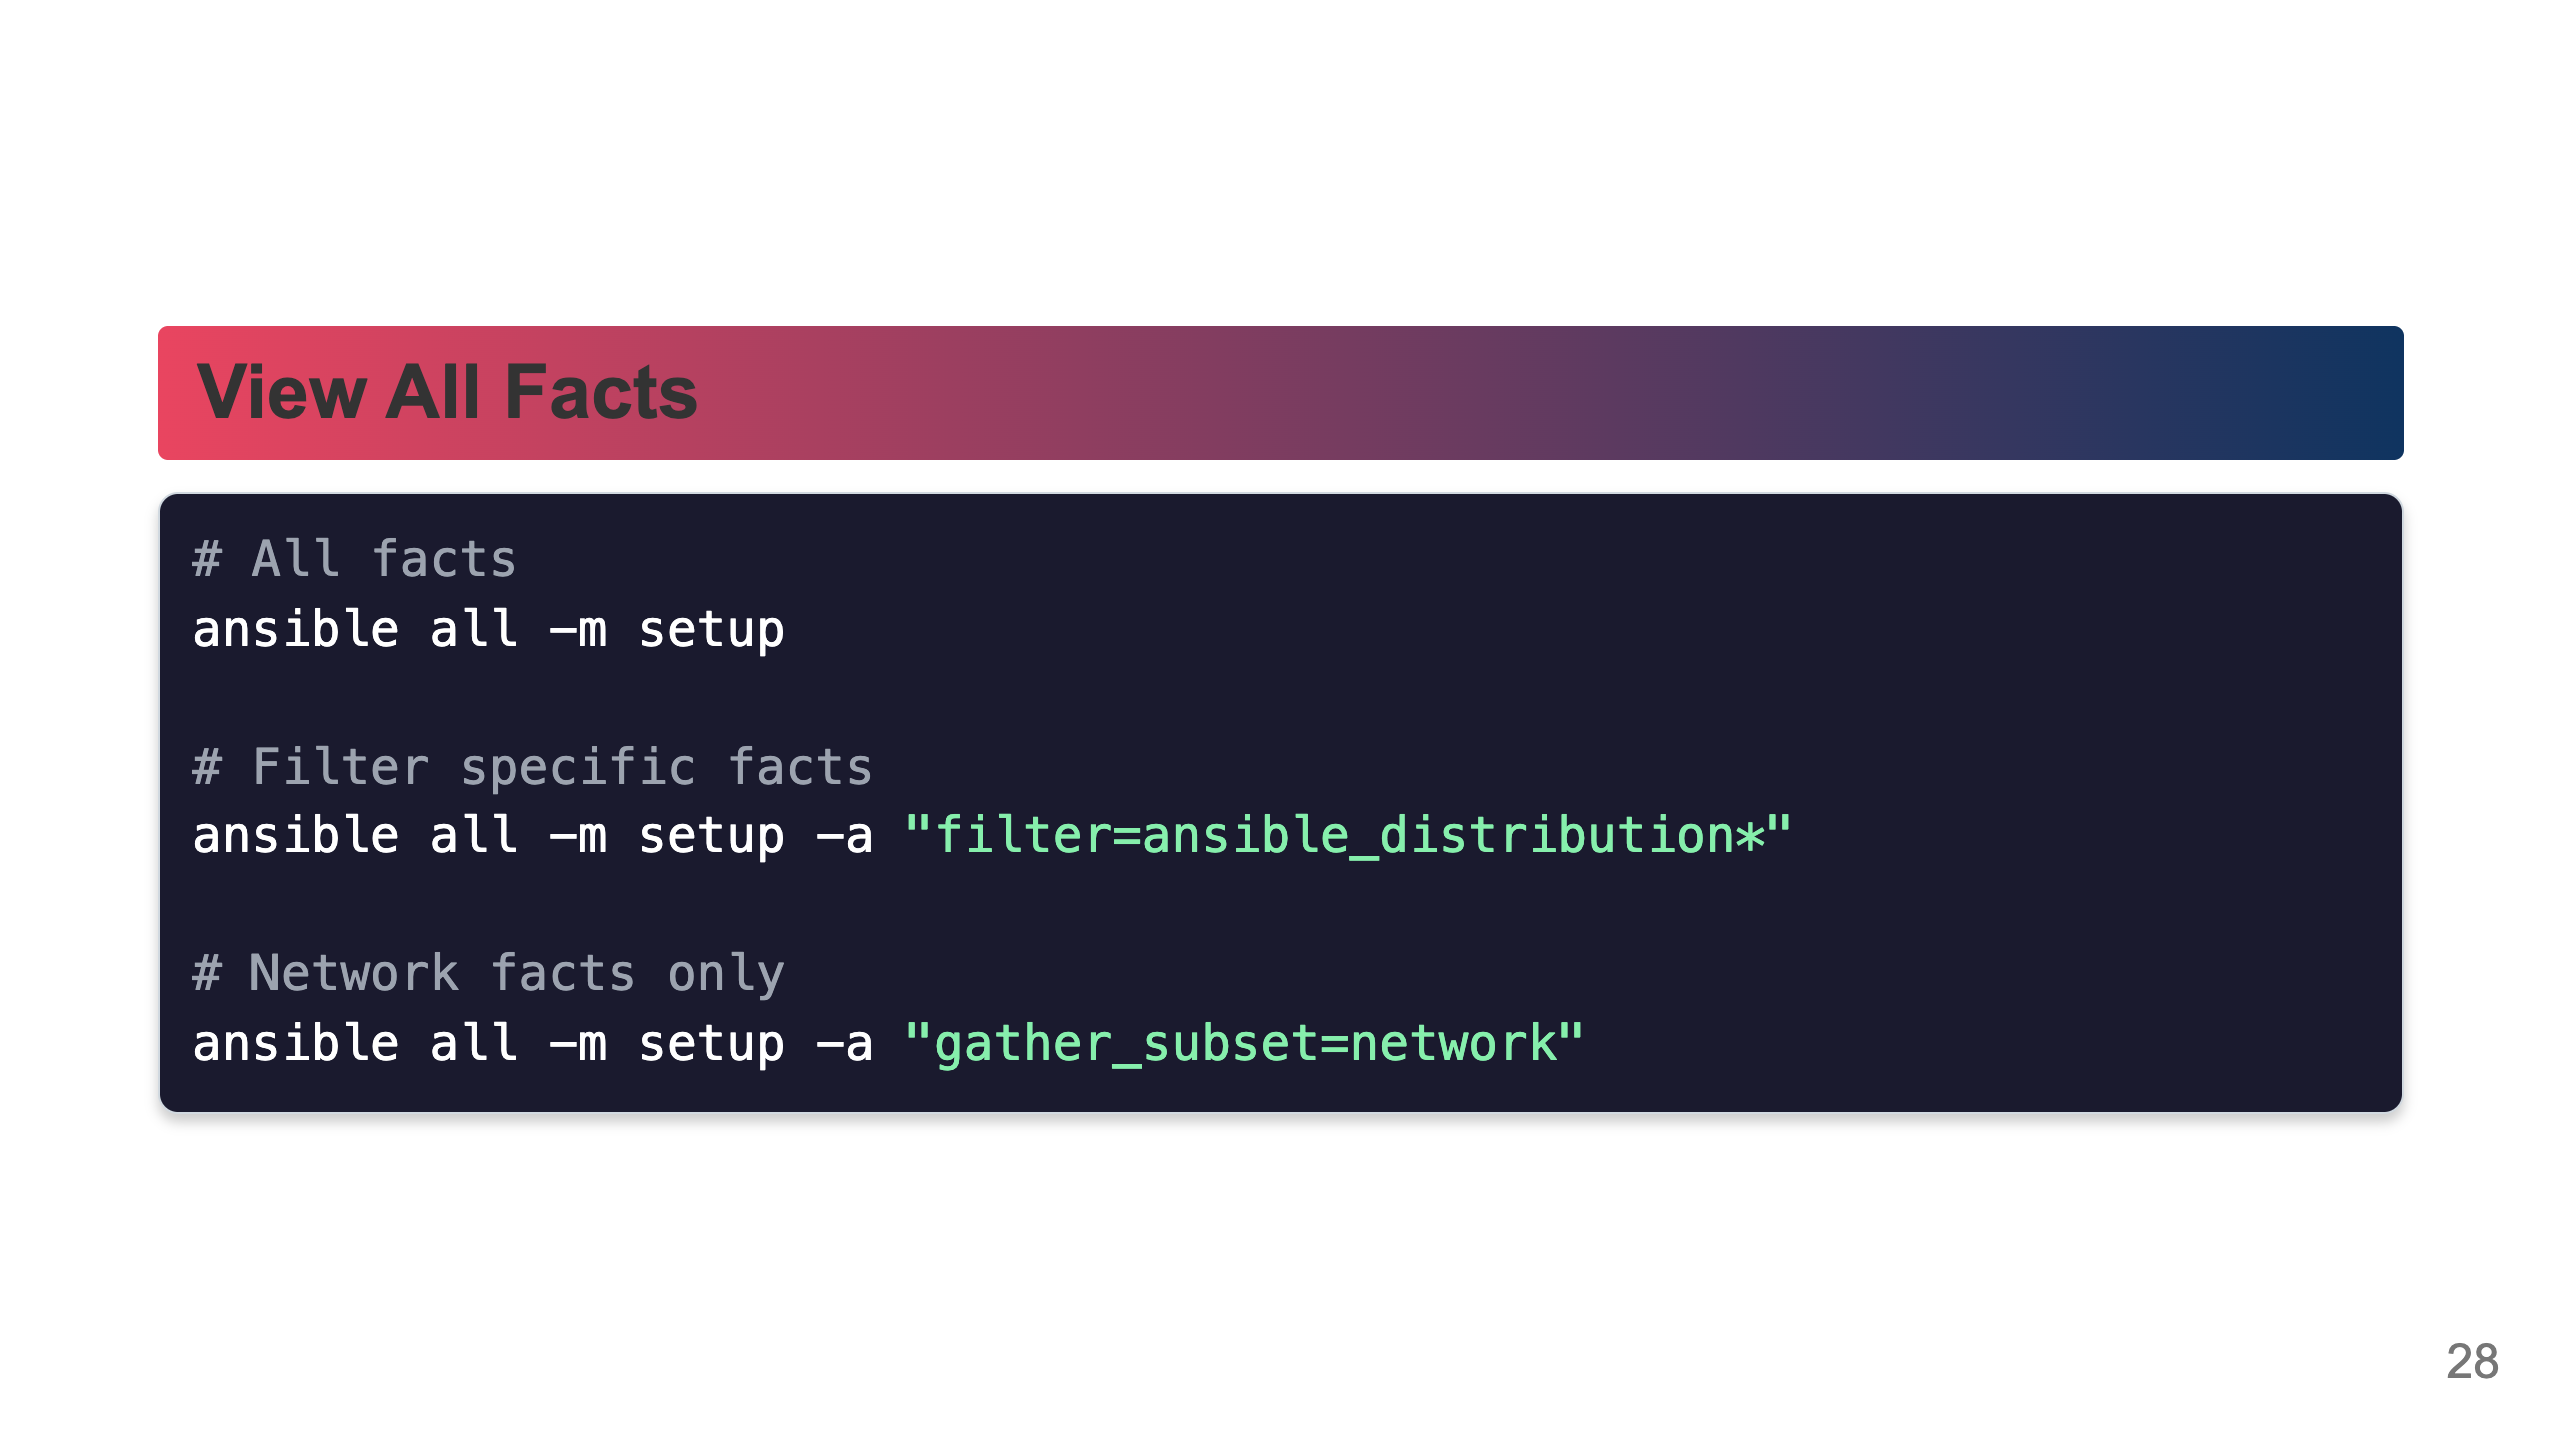 View All Facts
# All facts
ansible all -m setup
# Filter specific facts
ansible all -m setup -a "filter=ansible_distribution*"
# Network facts only
ansible all -m setup -a "gather_subset=network"
28